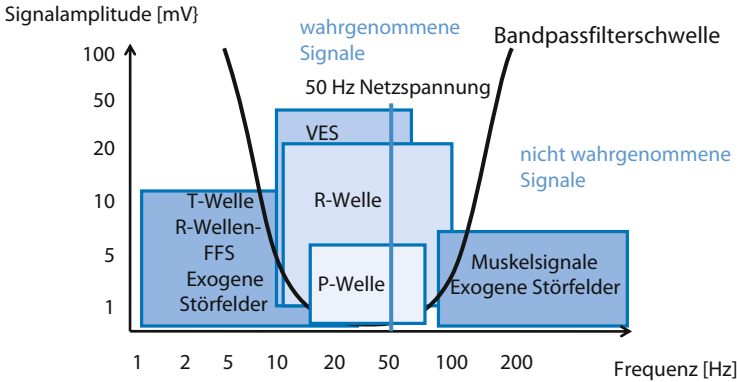 Signalamplitude [mV}
wahrgenommene
Signale
Bandpassfilterschwelle
50 Hz Netzspannung
100
50
20
10
5
1
VES
nicht wahrgenommene
Signale
T-Welle
R-Wellen-
FFS
Exogene
Störfelder
R-Welle
P-Welle
Muskelsignale
Exogene Störfelder
1 2 5 10 20 50 100 200
Frequenz [Hz]